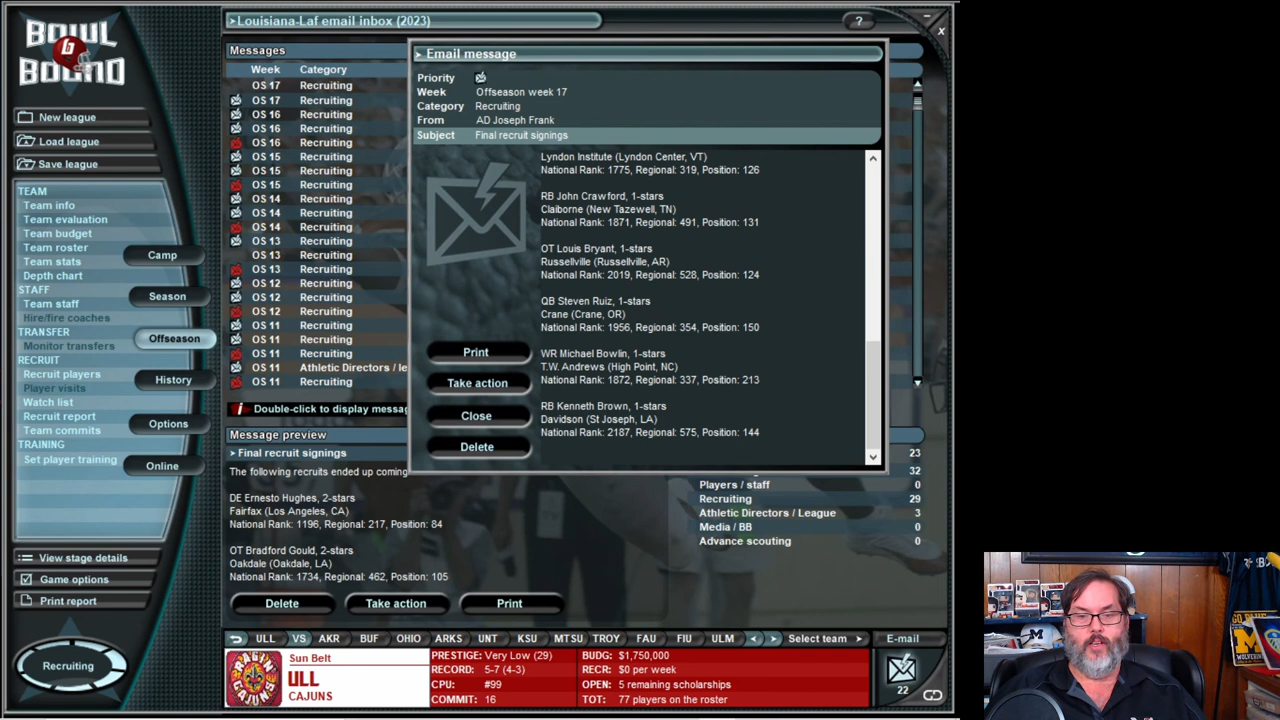 BOWL
BOUND
New league
Load league
Save league
TEAM
Team info
Team evaluation
Team budget
Team roster
Team stats
Depth chart
STAFF
Team staff
Hire/fire coaches
TRANSFER
Monitor transfers
RECRUIT
Recruit players
Player visits
Watch list
Recruit report
Team commits
TRAINING
Set player training
Camp
Season
Offseason
History
Options
Online
View stage details
Game options
Print report
Recruiting
Louisiana-Laf email inbox (2023)
?
x
Messages
Week Category
OS 17 Recruiting
OS 17 Recruiting
OS 16 Recruiting
OS 16 Recruiting
OS 16 Recruiting
OS 15 Recruiting
OS 15 Recruiting
OS 15 Recruiting
OS 14 Recruiting
OS 14 Recruiting
OS 14 Recruiting
OS 13 Recruiting
OS 13 Recruiting
OS 13 Recruiting
OS 12 Recruiting
OS 12 Recruiting
OS 12 Recruiting
OS 11 Recruiting
OS 11 Recruiting
OS 11 Recruiting
OS 11 Athletic Directors / le
OS 11 Recruiting
Double-click to display messag
Message preview
Final recruit signings
The following recruits ended up coming
DE Ernesto Hughes, 2-stars
Fairfax (Los Angeles, CA)
National Rank: 1196, Regional: 217, Position: 84
OT Bradford Gould, 2-stars
Oakdale (Oakdale, LA)
National Rank: 1734, Regional: 462, Position: 105
Delete Take action Print
Email message
Priority
Week Offseason week 17
Category Recruiting
From AD Joseph Frank
Subject Final recruit signings
Lyndon Institute (Lyndon Center, VT)
National Rank: 1775, Regional: 319, Position: 126
RB John Crawford, 1-stars
Claiborne (New Tazewell, TN)
National Rank: 1871, Regional: 491, Position: 131
OT Louis Bryant, 1-stars
Russellville (Russellville, AR)
National Rank: 2019, Regional: 528, Position: 124
QB Steven Ruiz, 1-stars
Crane (Crane, OR)
National Rank: 1956, Regional: 354, Position: 150
WR Michael Bowlin, 1-stars
T.W. Andrews (High Point, NC)
National Rank: 1872, Regional: 337, Position: 213
RB Kenneth Brown, 1-stars
Davidson (St Joseph, LA)
National Rank: 2187, Regional: 575, Position: 144
Print
Take action
Close
Delete
23
32
Players / staff 0
Recruiting 29
Athletic Directors / League 3
Media / BB 0
Advance scouting 0
ULL VS AKR BUF OHIO ARKS UNT KSU MTSU TROY FAU FIU ULM Select team E-mail
Sun Belt
ULL
CAJUNS
PRESTIGE: Very Low (29)
RECORD: 5-7 (4-3)
CPU: #99
COMMIT: 16
BUDG: $1,750,000
RECR: $0 per week
OPEN: 5 remaining scholarships
TOT: 77 players on the roster
22